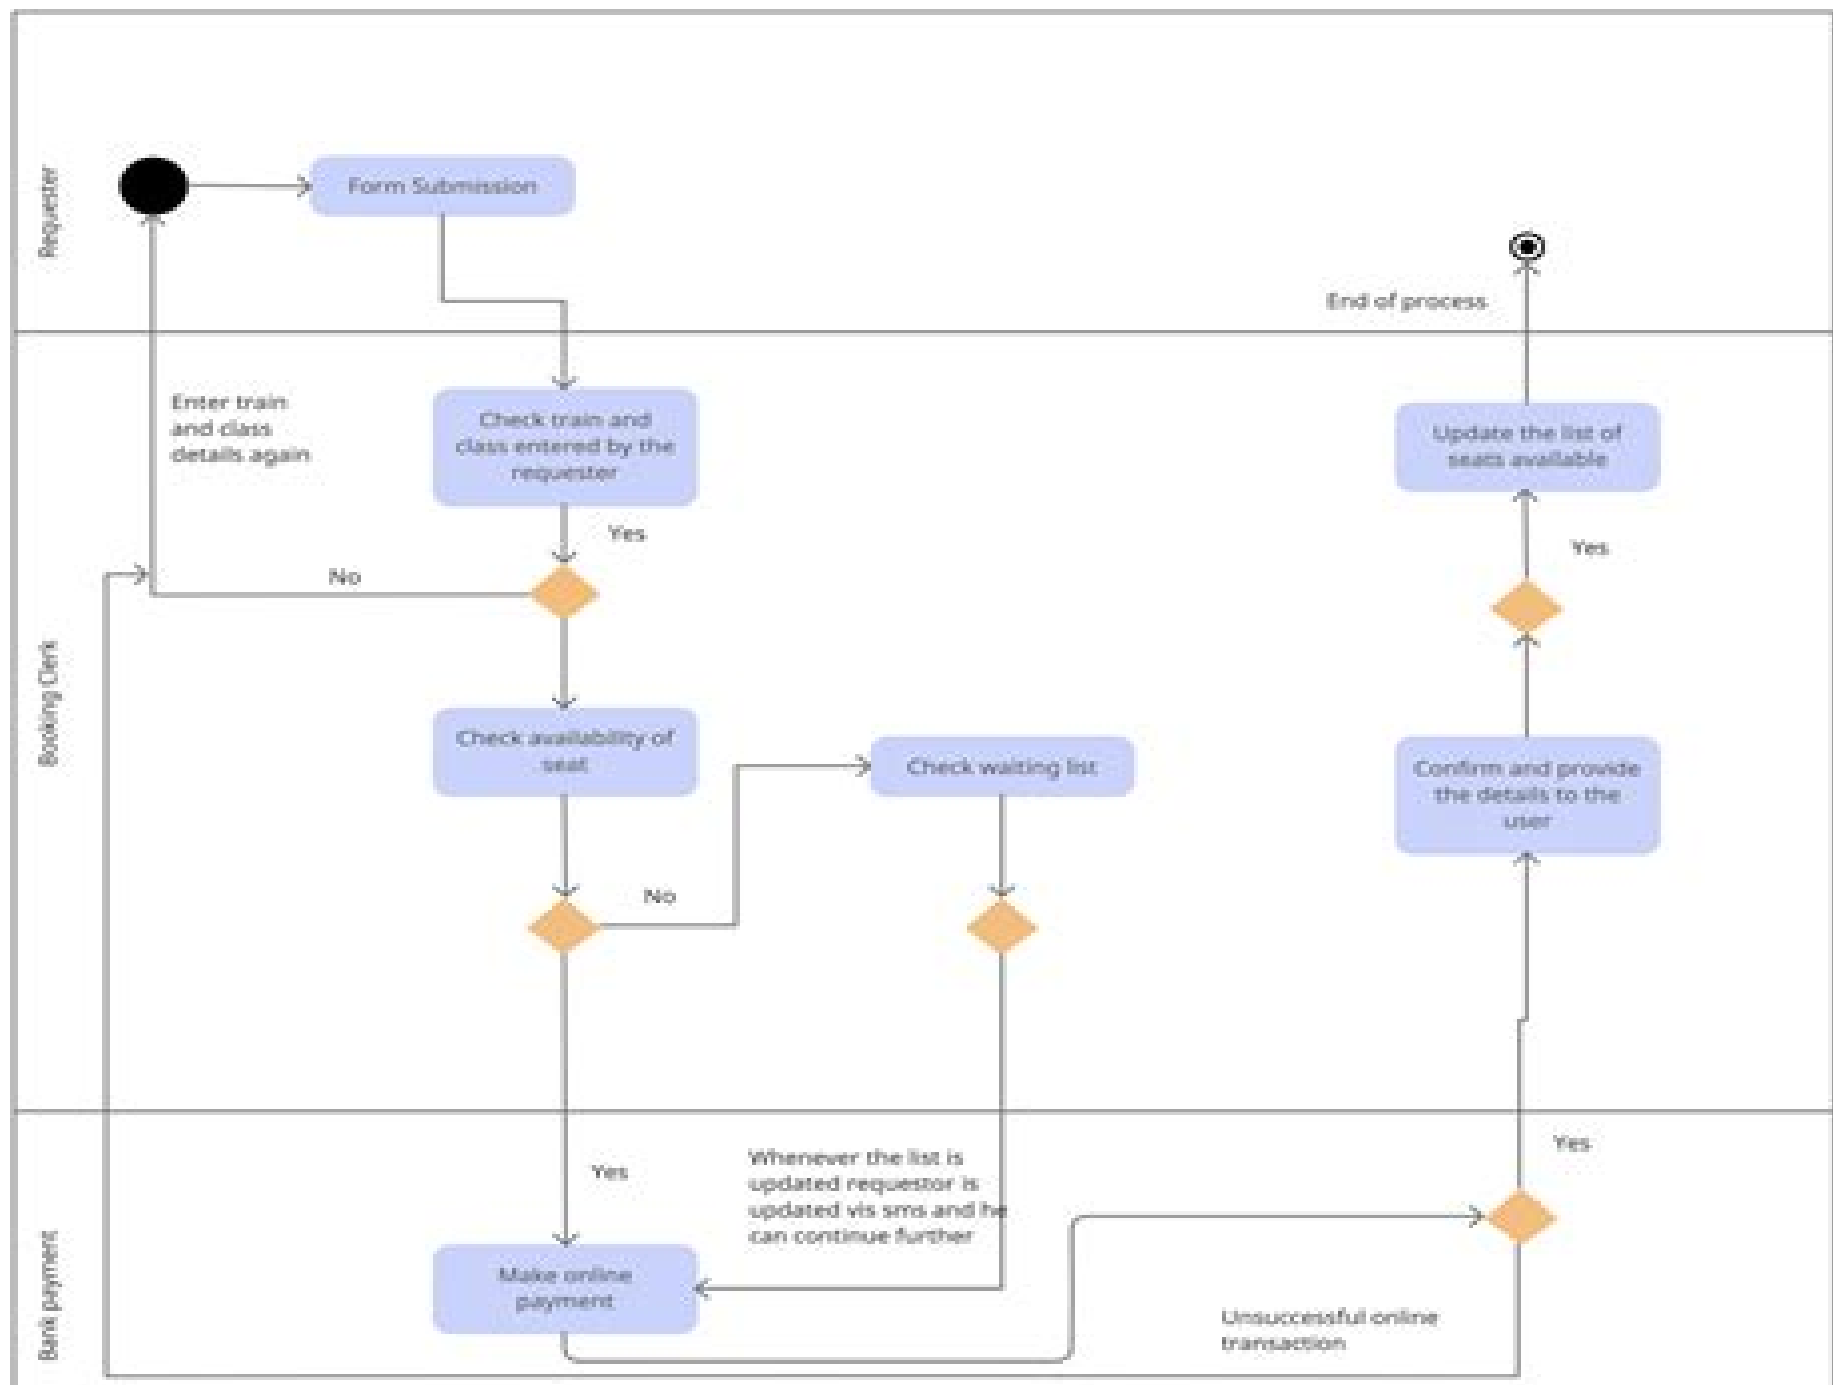 Requester
Form Submission
End of process
Enter train
and class
details again
Check train and
class entered by the
requester
Update the list of
seats available
Yes
Yes
No
Booking Clerk
Check availability of
seat
Check waiting list
Confirm and provide
the details to the
user
No
Yes
Yes
Whenever the list is
updated requestor is
updated vis sms and he
can continue further
Bank payment
Make online
payment
Unsuccessful online
transaction